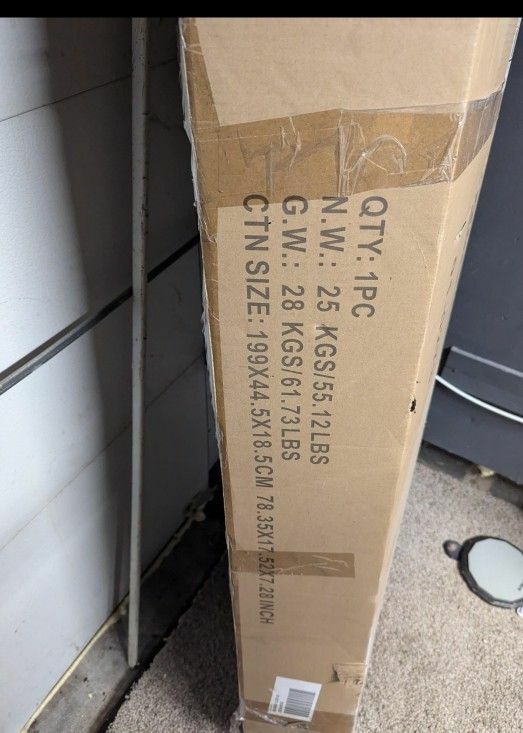 QTY: 1PC
N.W.: 25 KGS/55.12LBS
G.W.: 28 KGS/61.73LBS
CTN SIZE: 199X44.5X18.5CM 78.35X17.52X7.28INCH